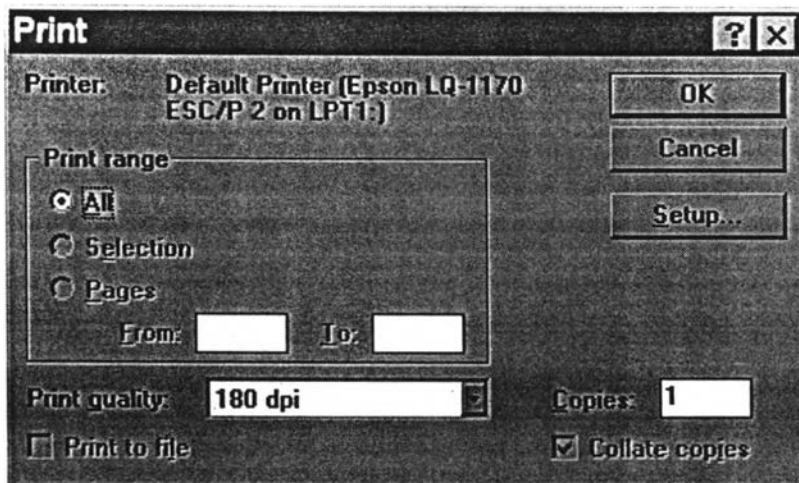 Print
Printer: Default Printer (Epson LQ-1170
ESC/P 2 on LPT1:)
OK
Cancel
Setup...
Print range
All
Selection
Pages
From: To:
Print quality: 180 dpi
Copies: 1
Print to file
Collate copies